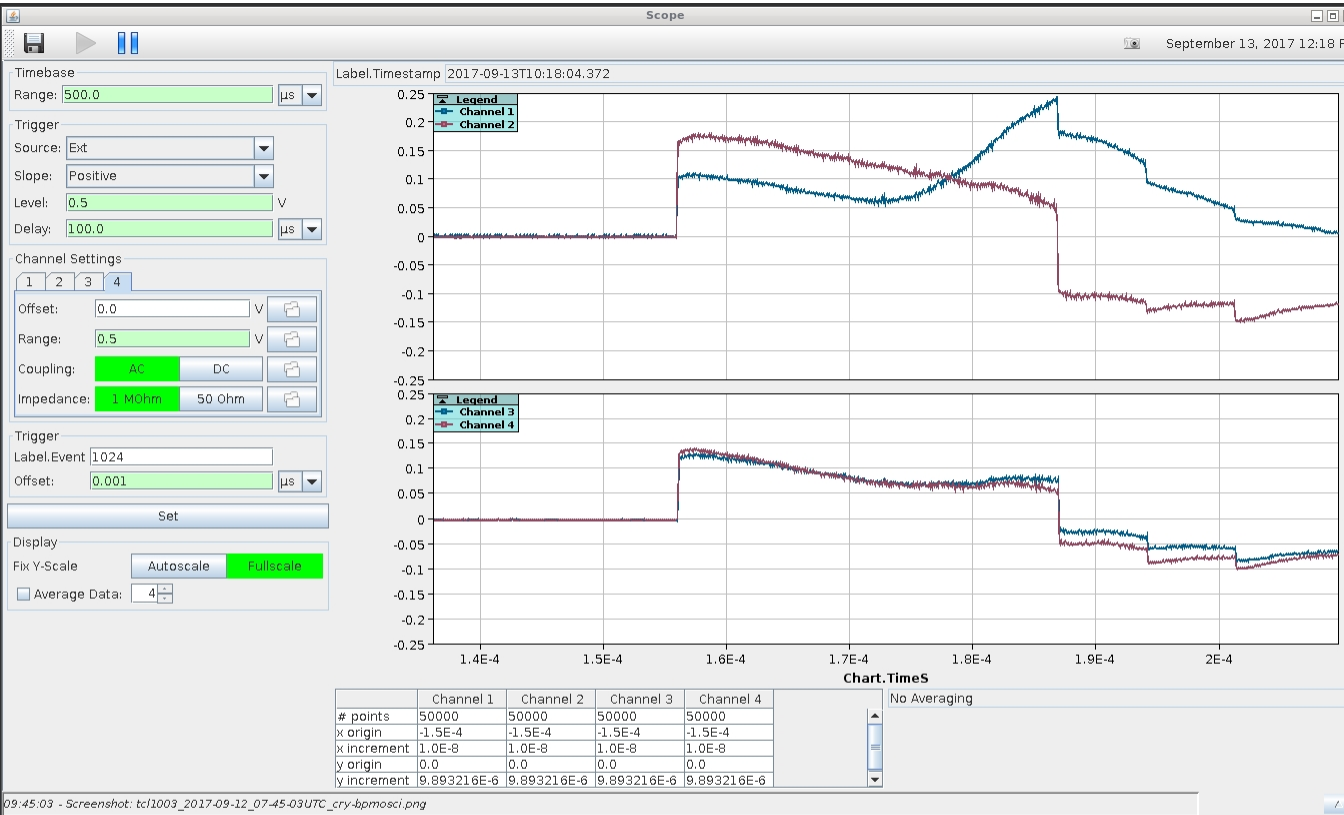 Scope
September 13, 2017 12:18
Timebase
Range: 500.0 µs
Trigger
Source: Ext
Slope: Positive
Level: 0.5 V
Delay: 100.0 µs
Channel Settings
1 2 3 4
Offset: 0.0 V
Range: 0.5 V
Coupling: AC DC
Impedance: 1 MOhm 50 Ohm
Trigger
Label.Event 1024
Offset: 0.001 µs
Set
Display
Fix Y-Scale Autoscale Fullscale
Average Data: 4
Label.Timestamp 2017-09-13T10:18:04.372
Legend
Channel 1
Channel 2
0.25
0.2
0.15
0.1
0.05
0
-0.05
-0.1
-0.15
-0.2
-0.25
Legend
Channel 3
Channel 4
0.25
0.2
0.15
0.1
0.05
0
-0.05
-0.1
-0.15
-0.2
-0.25
1.4E-4 1.5E-4 1.6E-4 1.7E-4 1.8E-4 1.9E-4 2E-4
Chart.TimeS
Channel 1 Channel 2 Channel 3 Channel 4
# points 50000 50000 50000 50000
x origin -1.5E-4 -1.5E-4 -1.5E-4 -1.5E-4
x increment 1.0E-8 1.0E-8 1.0E-8 1.0E-8
y origin 0.0 0.0 0.0 0.0
y increment 9.893216E-6 9.893216E-6 9.893216E-6 9.893216E-6
No Averaging
09:45:03 - Screenshot: tcl1003_2017-09-12_07-45-03UTC_cry-bpmosci.png